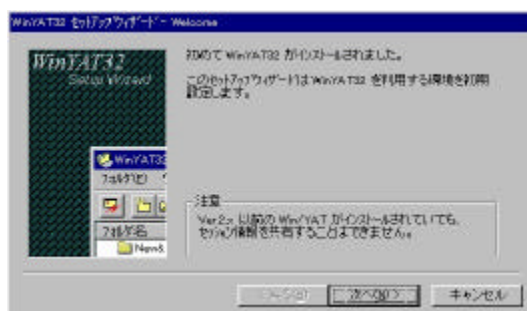 WinYAT32 ｾｯﾄｱｯﾌﾟｳｨｻﾞｰﾄﾞ - Welcome
WinYAT32
Setup Wizard
初めて WinYAT32 がｲﾝｽﾄｰﾙされました。
このｾｯﾄｱｯﾌﾟｳｨｻﾞｰﾄﾞは WinYAT32 を利用する環境を初期
設定します。
WinYAT32
ﾌｫﾙﾀﾞ(E)
ﾌｫﾙﾀﾞ名
News
注意
Ver2.x 以前の Win/YAT がｲﾝｽﾄｰﾙされていても、
ｾｯｼｮﾝ情報を共有することはできません。
次へ(N) >
キャンセル